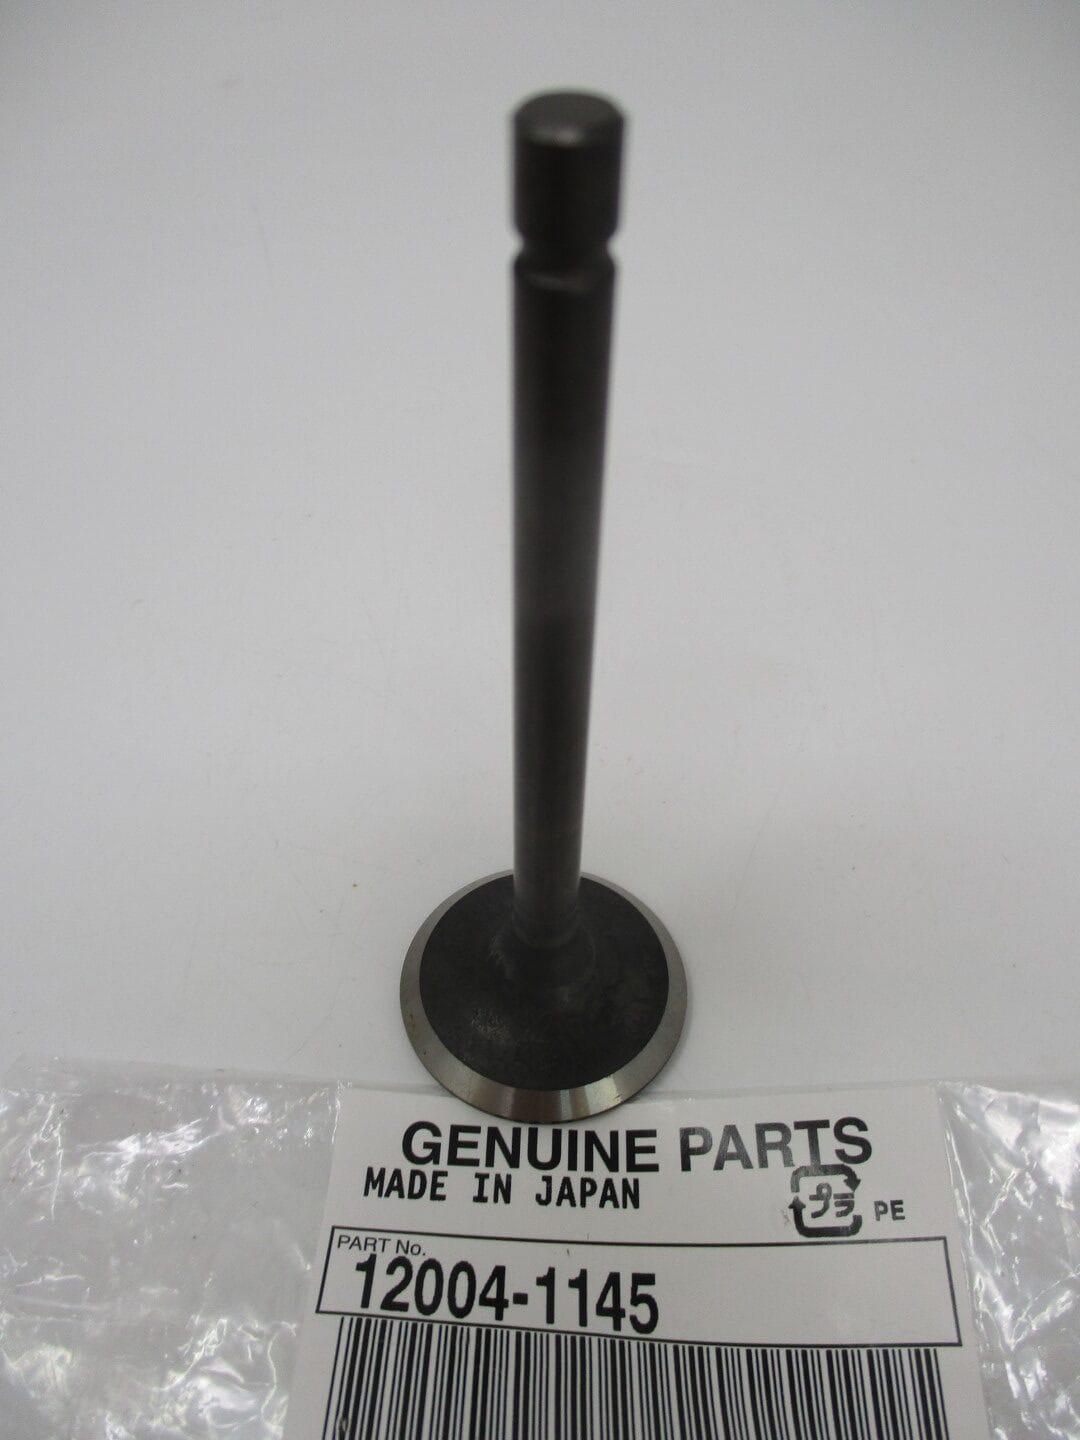 GENUINE PARTS
MADE IN JAPAN
プラ PE
PART No.
12004-1145